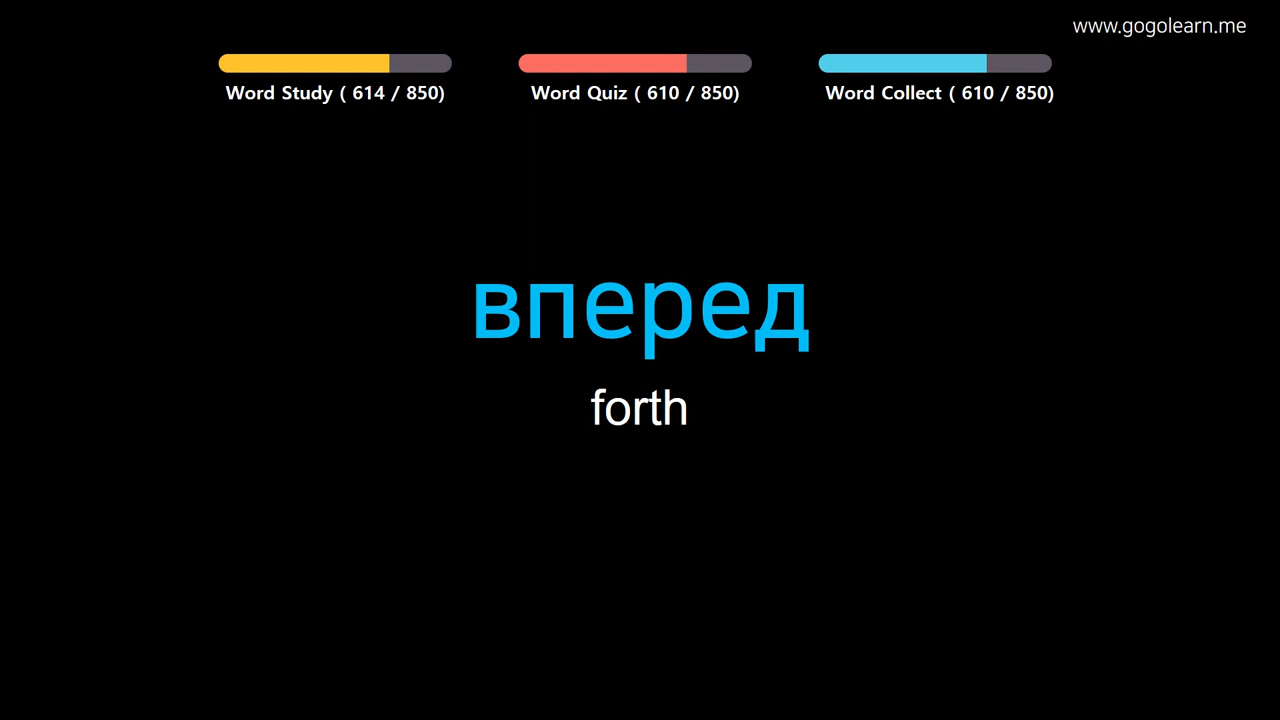 www.gogolearn.me
Word Study ( 614 / 850)
Word Quiz ( 610 / 850)
Word Collect ( 610 / 850)
вперед
forth